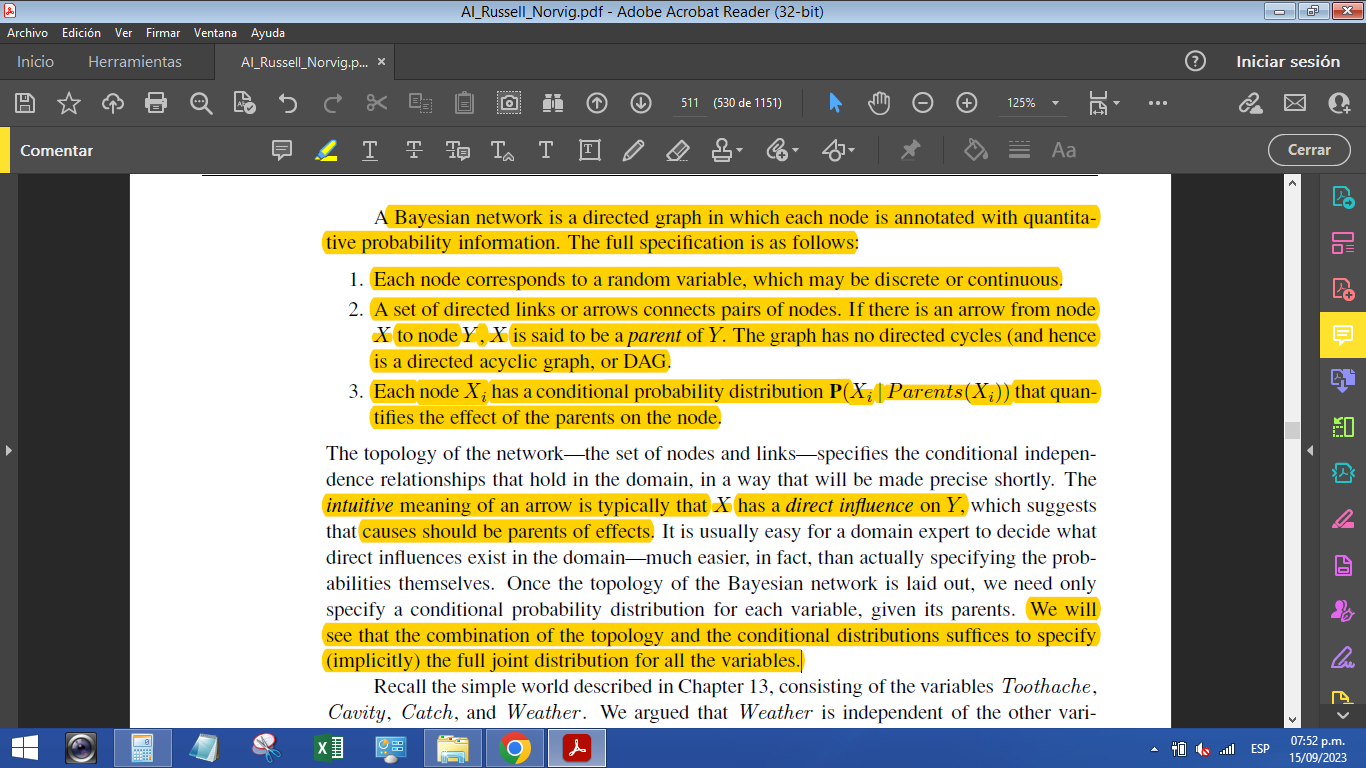 AI_Russell_Norvig.pdf - Adobe Acrobat Reader (32-bit)
Archivo Edición Ver Firmar Ventana Ayuda
Inicio Herramientas AI_Russell_Norvig.p... × Iniciar sesión
511 (530 de 1151) 125%
Comentar Aa Cerrar
A Bayesian network is a directed graph in which each node is annotated with quantita-
tive probability information. The full specification is as follows:
1. Each node corresponds to a random variable, which may be discrete or continuous.
2. A set of directed links or arrows connects pairs of nodes. If there is an arrow from node
X to node Y, X is said to be a parent of Y. The graph has no directed cycles (and hence
is a directed acyclic graph, or DAG.
3. Each node Xi has a conditional probability distribution P(Xi | Parents(Xi)) that quan-
tifies the effect of the parents on the node.
The topology of the network—the set of nodes and links—specifies the conditional indepen-
dence relationships that hold in the domain, in a way that will be made precise shortly. The
intuitive meaning of an arrow is typically that X has a direct influence on Y, which suggests
that causes should be parents of effects. It is usually easy for a domain expert to decide what
direct influences exist in the domain—much easier, in fact, than actually specifying the prob-
abilities themselves. Once the topology of the Bayesian network is laid out, we need only
specify a conditional probability distribution for each variable, given its parents. We will
see that the combination of the topology and the conditional distributions suffices to specify
(implicitly) the full joint distribution for all the variables.
Recall the simple world described in Chapter 13, consisting of the variables Toothache,
Cavity, Catch, and Weather. We argued that Weather is independent of the other vari-
ESP
07:52 p.m.
15/09/2023